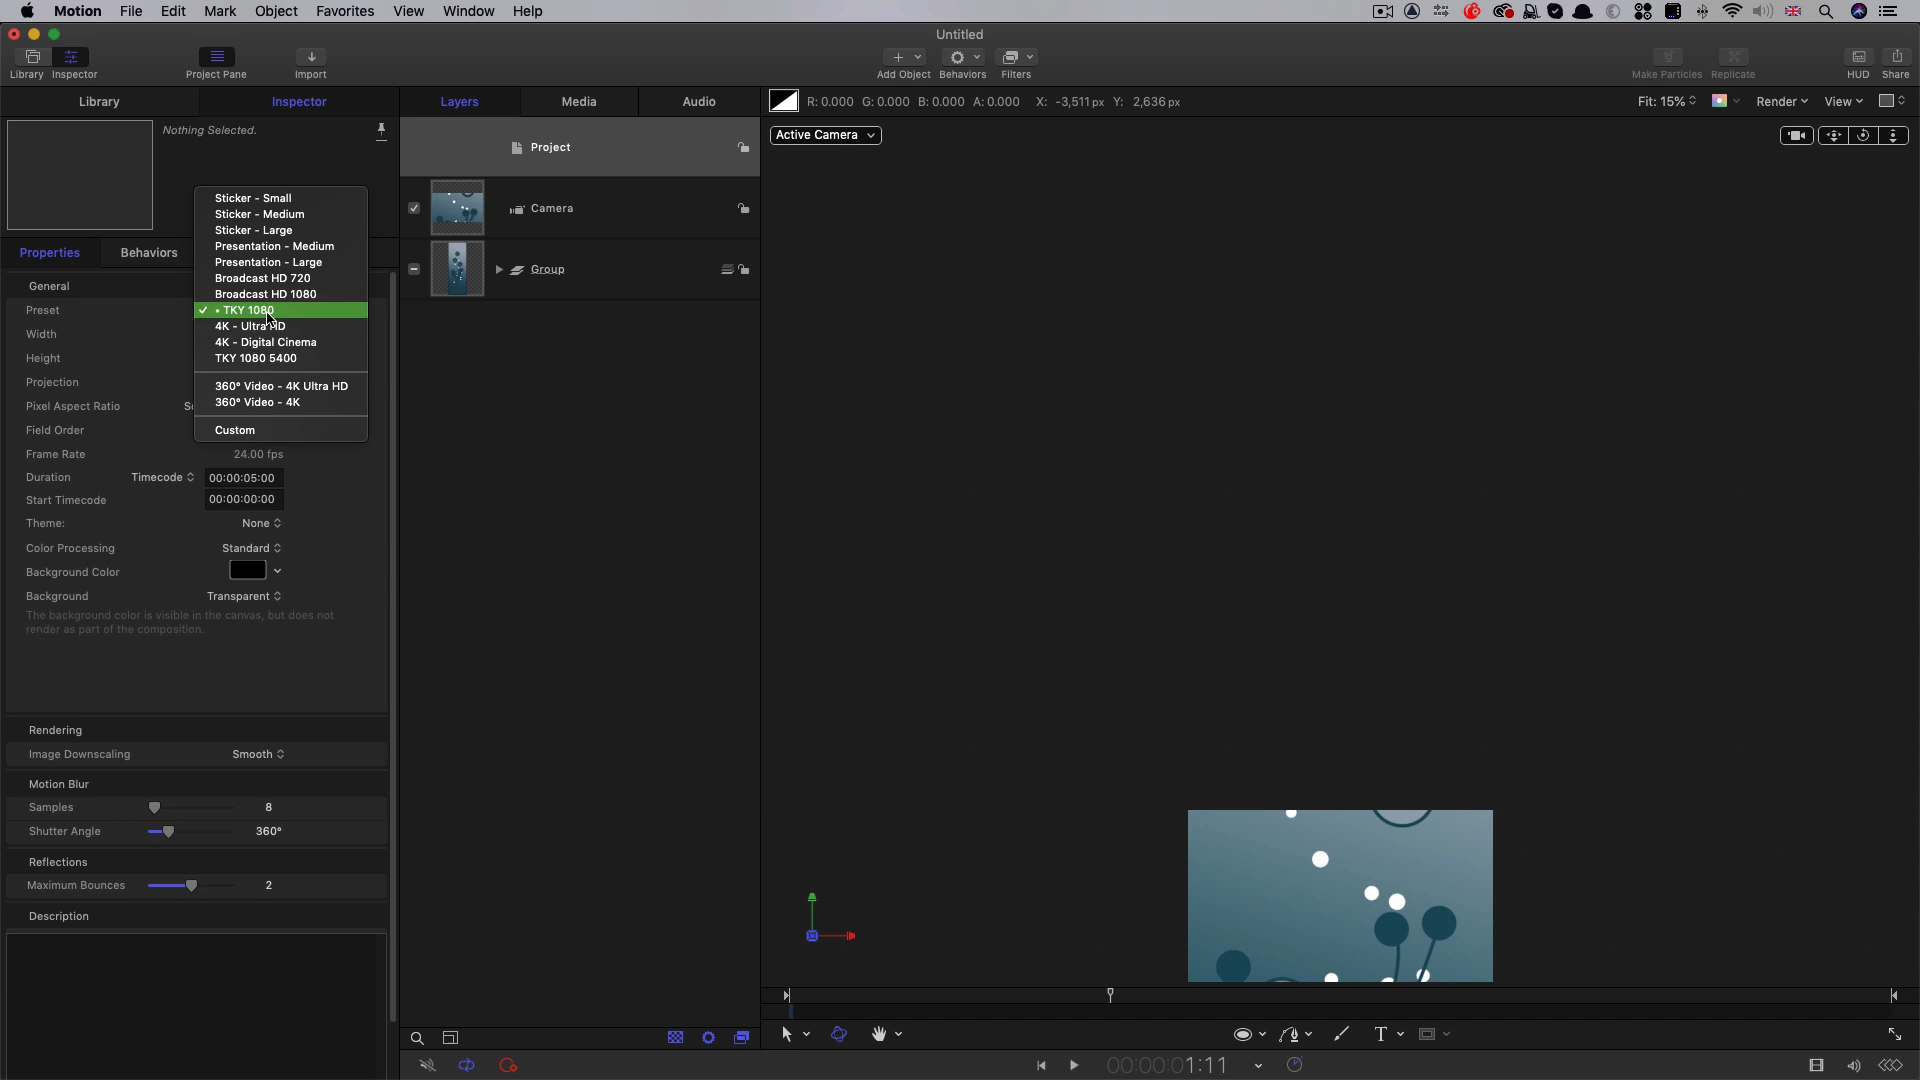 Motion File Edit Mark Object Favorites View Window Help
Untitled
Library Inspector Project Pane Import Add Object Behaviors Filters Make Particles Replicate HUD Share
Library Inspector Layers Media Audio R: 0.000 G: 0.000 B: 0.000 A: 0.000 X: -3,511 px Y: 2,636 px Fit: 15% Render View
Nothing Selected.
Active Camera
Project
Camera
Group
Sticker - Small
Sticker - Medium
Sticker - Large
Presentation - Medium
Presentation - Large
Broadcast HD 720
Broadcast HD 1080
• TKY 1080
4K - Ultra HD
4K - Digital Cinema
TKY 1080 5400
360° Video - 4K Ultra HD
360° Video - 4K
Custom
Properties Behaviors
General
Preset
Width
Height
Projection
Pixel Aspect Ratio
Field Order
Frame Rate 24.00 fps
Duration Timecode 00:00:05:00
Start Timecode 00:00:00:00
Theme: None
Color Processing Standard
Background Color
Background Transparent
The background color is visible in the canvas, but does not
render as part of the composition.
Rendering
Image Downscaling Smooth
Motion Blur
Samples 8
Shutter Angle 360°
Reflections
Maximum Bounces 2
Description
T
00:00:01:11